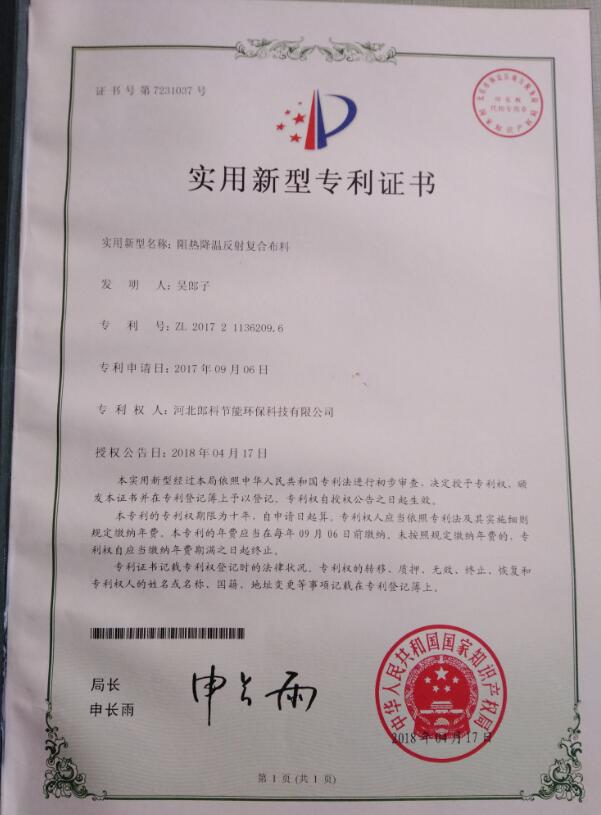 证书号第7231037号
实用新型专利证书
实用新型名称：阻热降温反射复合布料
发 明 人：吴郎子
专 利 号：ZL 2017 2 1136209.6
专利申请日：2017年09月06日
专 利 权 人：河北郎科节能环保科技有限公司
授权公告日：2018年04月17日
本实用新型经过本局依照中华人民共和国专利法进行初步审查，决定授予专利权，颁
发本证书并在专利登记簿上予以登记，专利权自授权公告之日起生效。
本专利的专利权期限为十年，自申请日起算。专利权人应当依照专利法及其实施细则
规定缴纳年费。本专利的年费应当在每年09月06日前缴纳，未按照规定缴纳年费的，专
利权自应当缴纳年费期满之日起终止。
专利证书记载专利权登记时的法律状况。专利权的转移、质押、无效、终止、恢复和
专利权人的姓名或名称、国籍、地址变更等事项记载在专利登记簿上。
局长
申长雨
申长雨
中华人民共和国国家知识产权局
2018年04月17日
第1页(共1页)